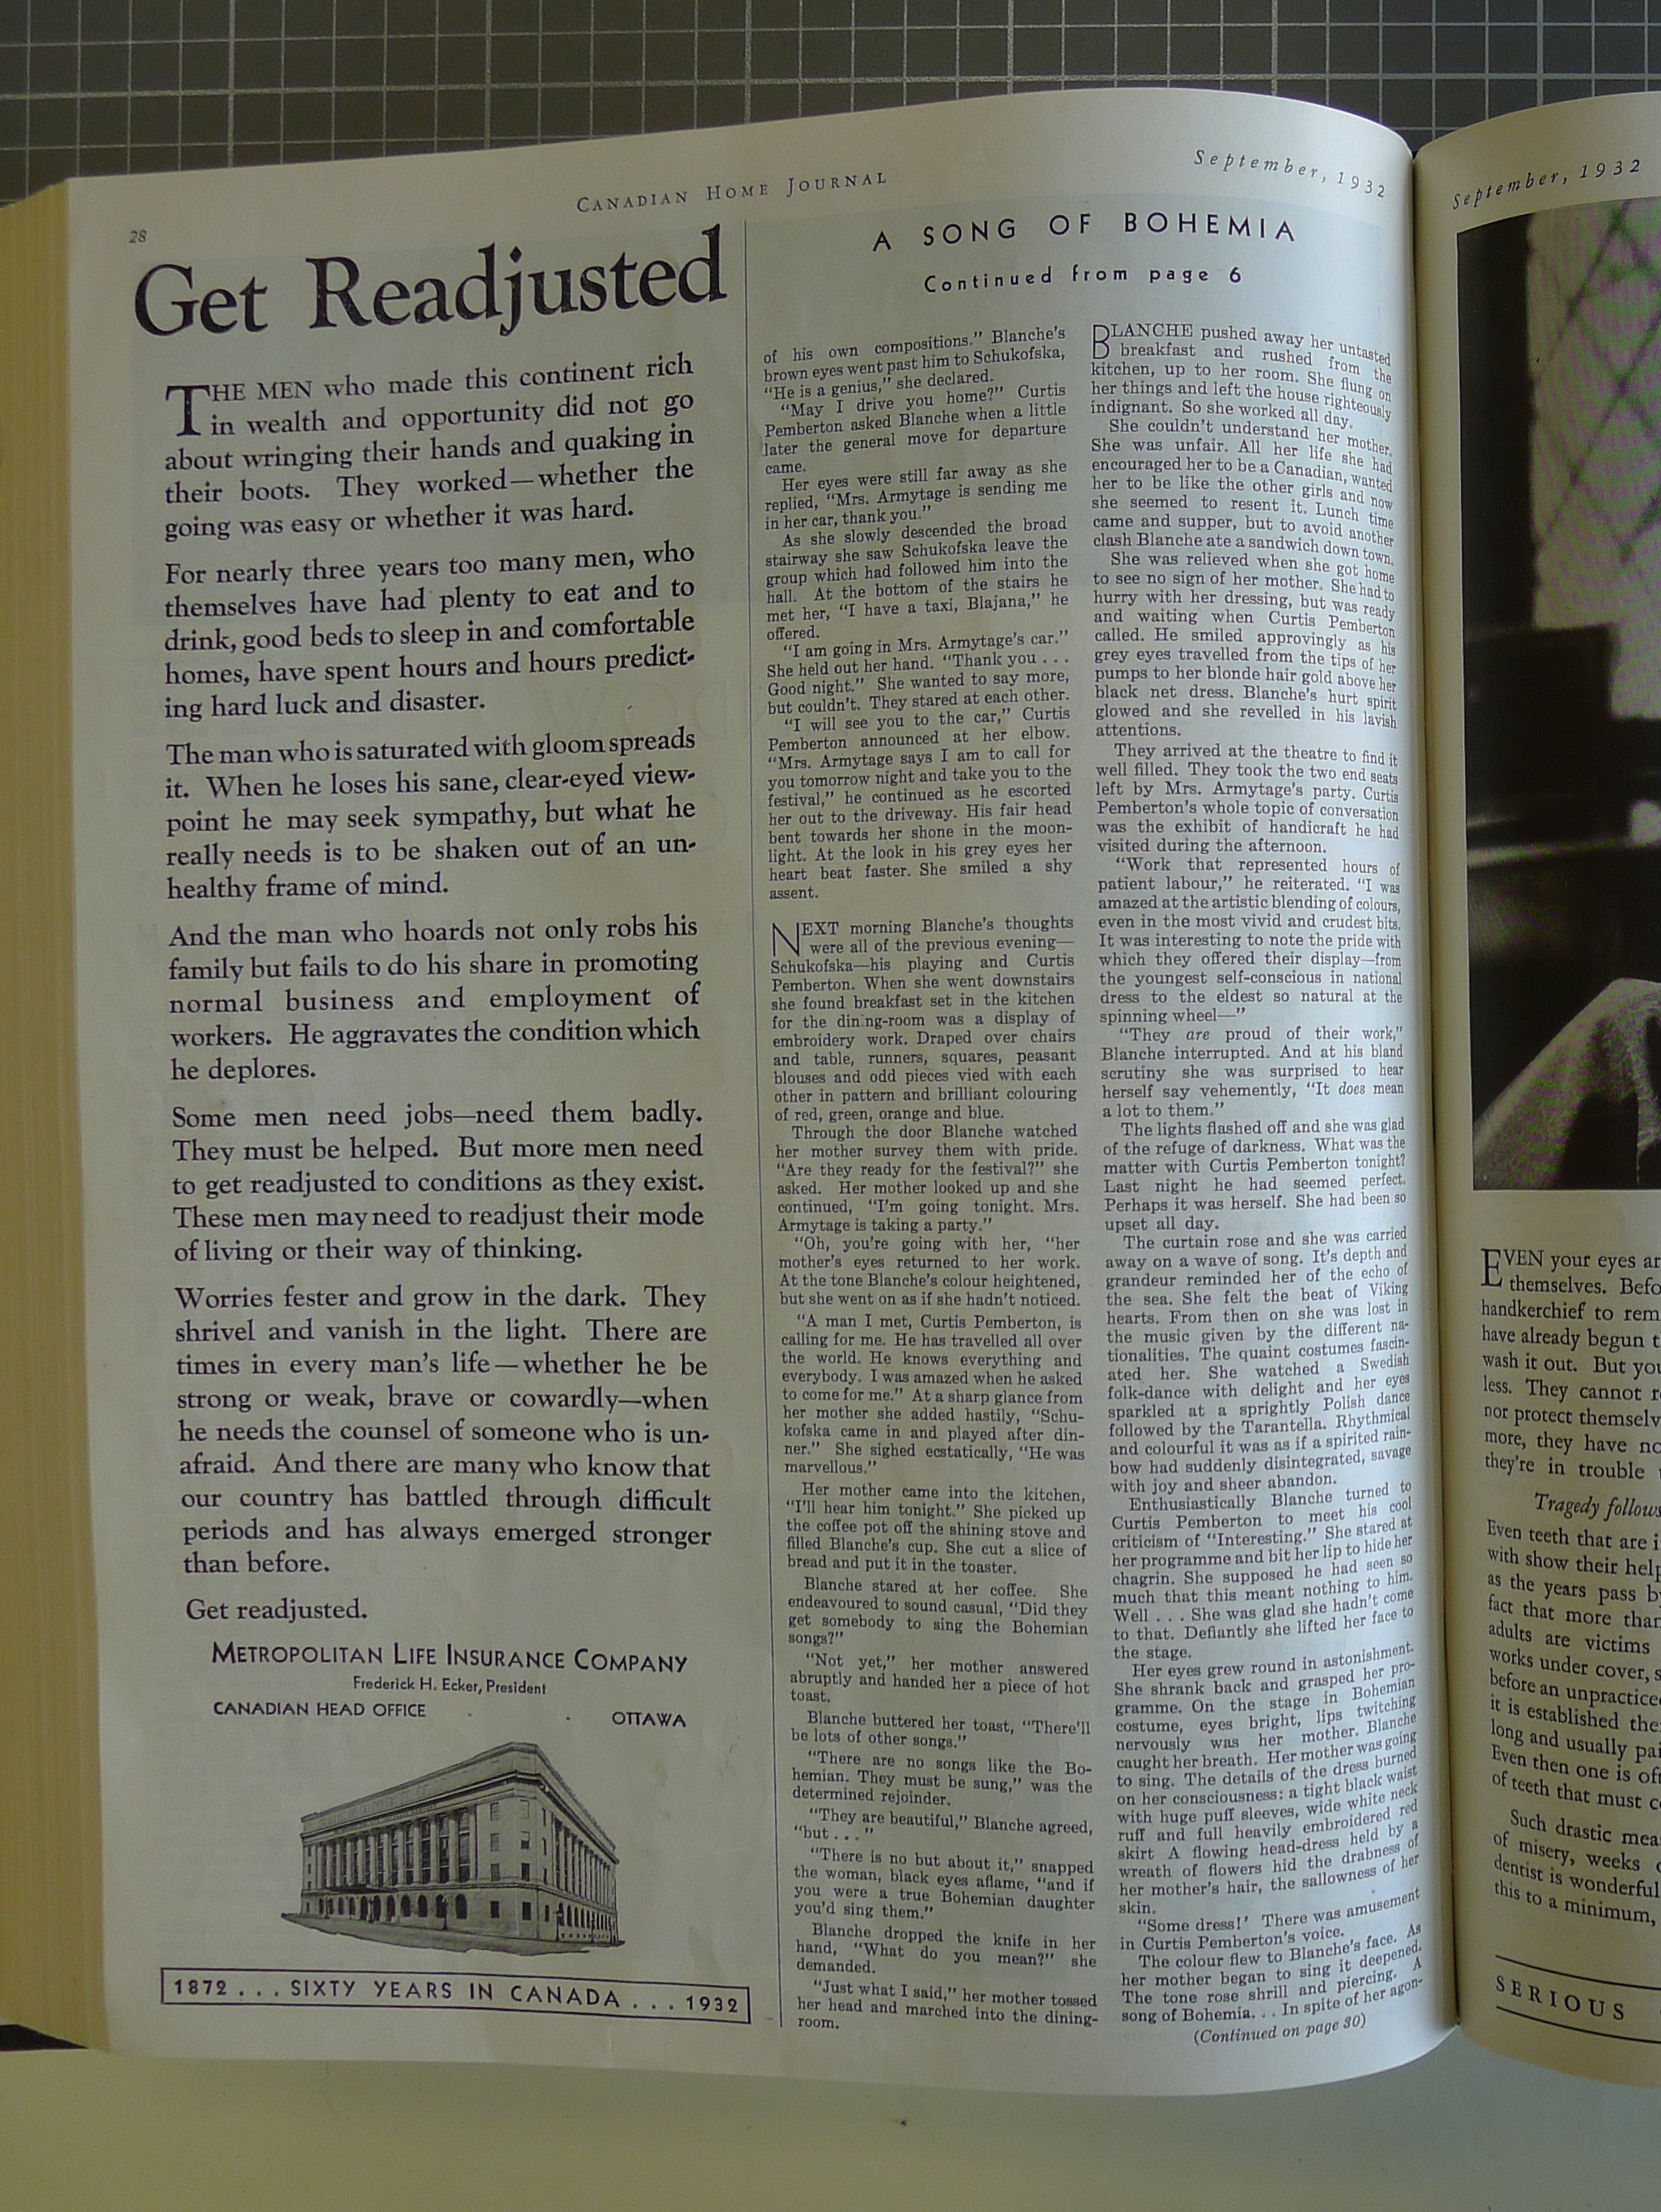 28
CANADIAN HOME JOURNAL
September, 1932
Get Readjusted
THE MEN who made this continent rich
in wealth and opportunity did not go
about wringing their hands and quaking in
their boots. They worked—whether the
going was easy or whether it was hard.
For nearly three years too many men, who
themselves have had plenty to eat and to
drink, good beds to sleep in and comfortable
homes, have spent hours and hours predict-
ing hard luck and disaster.
The man who is saturated with gloom spreads
it. When he loses his sane, clear-eyed view-
point he may seek sympathy, but what he
really needs is to be shaken out of an un-
healthy frame of mind.
And the man who hoards not only robs his
family but fails to do his share in promoting
normal business and employment of
workers. He aggravates the condition which
he deplores.
Some men need jobs—need them badly.
They must be helped. But more men need
to get readjusted to conditions as they exist.
These men may need to readjust their mode
of living or their way of thinking.
Worries fester and grow in the dark. They
shrivel and vanish in the light. There are
times in every man's life—whether he be
strong or weak, brave or cowardly—when
he needs the counsel of someone who is un-
afraid. And there are many who know that
our country has battled through difficult
periods and has always emerged stronger
than before.
Get readjusted.
METROPOLITAN LIFE INSURANCE COMPANY
Frederick H. Ecker, President
CANADIAN HEAD OFFICE - - OTTAWA
1872 . . . SIXTY YEARS IN CANADA . . . 1932
A SONG OF BOHEMIA
Continued from page 6
of his own compositions." Blanche's
brown eyes went past him to Schukofska,
"He is a genius," she declared.
"May I drive you home?" Curtis
Pemberton asked Blanche when a little
later the general move for departure
came.
Her eyes were still far away as she
replied, "Mrs. Armytage is sending me
in her car, thank you."
As she slowly descended the broad
stairway she saw Schukofska leave the
group which had followed him into the
hall. At the bottom of the stairs he
met her, "I have a taxi, Blajana," he
offered.
"I am going in Mrs. Armytage's car."
She held out her hand. "Thank you . . .
Good night." She wanted to say more,
but couldn't. They stared at each other.
"I will see you to the car," Curtis
Pemberton announced at her elbow.
"Mrs. Armytage says I am to call for
you tomorrow night and take you to the
festival," he continued as he escorted
her out to the driveway. His fair head
bent towards her shone in the moon-
light. At the look in his grey eyes her
heart beat faster. She smiled a shy
assent.
NEXT morning Blanche's thoughts
were all of the previous evening—
Schukofska—his playing and Curtis
Pemberton. When she went downstairs
she found breakfast set in the kitchen
for the dining-room was a display of
embroidery work. Draped over chairs
and table, runners, squares, peasant
blouses and odd pieces vied with each
other in pattern and brilliant colouring
of red, green, orange and blue.
Through the door Blanche watched
her mother survey them with pride.
"Are they ready for the festival?" she
asked. Her mother looked up and she
continued, "I'm going tonight. Mrs.
Armytage is taking a party."
"Oh, you're going with her, "her
mother's eyes returned to her work.
At the tone Blanche's colour heightened,
but she went on as if she hadn't noticed.
"A man I met, Curtis Pemberton, is
calling for me. He has travelled all over
the world. He knows everything and
everybody. I was amazed when he asked
to come for me." At a sharp glance from
her mother she added hastily, "Schu-
kofska came in and played after din-
ner." She sighed ecstatically, "He was
marvellous."
Her mother came into the kitchen,
"I'll hear him tonight." She picked up
the coffee pot off the shining stove and
filled Blanche's cup. She cut a slice of
bread and put it in the toaster.
Blanche stared at her coffee. She
endeavoured to sound casual, "Did they
get somebody to sing the Bohemian
songs?"
"Not yet," her mother answered
abruptly and handed her a piece of hot
toast.
Blanche buttered her toast, "There'll
be lots of other songs."
"There are no songs like the Bo-
hemian. They must be sung," was the
determined rejoinder.
"They are beautiful," Blanche agreed,
"but . . ."
"There is no but about it," snapped
the woman, black eyes aflame, "and if
you were a true Bohemian daughter
you'd sing them."
Blanche dropped the knife in her
hand, "What do you mean?" she
demanded.
"Just what I said," her mother tossed
her head and marched into the dining-
room.
BLANCHE pushed away her untasted
breakfast and rushed from the
kitchen, up to her room. She flung on
her things and left the house righteously
indignant. So she worked all day.
She couldn't understand her mother.
She was unfair. All her life she had
encouraged her to be a Canadian, wanted
her to be like the other girls and now
she seemed to resent it. Lunch time
came and supper, but to avoid another
clash Blanche ate a sandwich down town.
She was relieved when she got home
to see no sign of her mother. She had to
hurry with her dressing, but was ready
and waiting when Curtis Pemberton
called. He smiled approvingly as his
grey eyes travelled from the tips of her
pumps to her blonde hair gold above her
black net dress. Blanche's hurt spirit
glowed and she revelled in his lavish
attentions.
They arrived at the theatre to find it
well filled. They took the two end seats
left by Mrs. Armytage's party. Curtis
Pemberton's whole topic of conversation
was the exhibit of handicraft he had
visited during the afternoon.
"Work that represented hours of
patient labour," he reiterated. "I was
amazed at the artistic blending of colours,
even in the most vivid and crudest bits.
It was interesting to note the pride with
which they offered their display—from
the youngest self-conscious in national
dress to the eldest so natural at the
spinning wheel—"
"They are proud of their work,"
Blanche interrupted. And at his bland
scrutiny she was surprised to hear
herself say vehemently, "It does mean
a lot to them."
The lights flashed off and she was glad
of the refuge of darkness. What was the
matter with Curtis Pemberton tonight?
Last night he had seemed perfect.
Perhaps it was herself. She had been so
upset all day.
The curtain rose and she was carried
away on a wave of song. It's depth and
grandeur reminded her of the echo of
the sea. She felt the beat of Viking
hearts. From then on she was lost in
the music given by the different na-
tionalities. The quaint costumes fascin-
ated her. She watched a Swedish
folk-dance with delight and her eyes
sparkled at a sprightly Polish dance
followed by the Tarantella. Rhythmical
and colourful it was as if a spirited rain-
bow had suddenly disintegrated, savage
with joy and sheer abandon.
Enthusiastically Blanche turned to
Curtis Pemberton to meet his cool
criticism of "Interesting." She stared at
her programme and bit her lip to hide her
chagrin. She supposed he had seen so
much that this meant nothing to him.
Well . . . She was glad she hadn't come
to that. Defiantly she lifted her face to
the stage.
Her eyes grew round in astonishment.
She shrank back and grasped her pro-
gramme. On the stage in Bohemian
costume, eyes bright, lips twitching
nervously was her mother. Blanche
caught her breath. Her mother was going
to sing. The details of the dress burned
on her consciousness: a tight black waist
with huge puff sleeves, wide white neck
ruff and full heavily embroidered red
skirt A flowing head-dress held by a
wreath of flowers hid the drabness of
her mother's hair, the sallowness of her
skin.
"Some dress!' There was amusement
in Curtis Pemberton's voice.
The colour flew to Blanche's face. As
her mother began to sing it deepened.
The tone rose shrill and piercing. A
song of Bohemia. . . In spite of her agon-
(Continued on page 30)
September, 1932
EVEN your eyes ar
themselves. Befo
handkerchief to rem
have already begun t
wash it out. But you
less. They cannot r
nor protect themselv
more, they have no
they're in trouble
Tragedy follows
Even teeth that are i
with show their help
as the years pass b
fact that more than
adults are victims
works under cover, s
before an unpractice
it is established the
long and usually pai
Even then one is oft
of teeth that must c
Such drastic mea
of misery, weeks
dentist is wonderful
this to a minimum,
SERIOUS